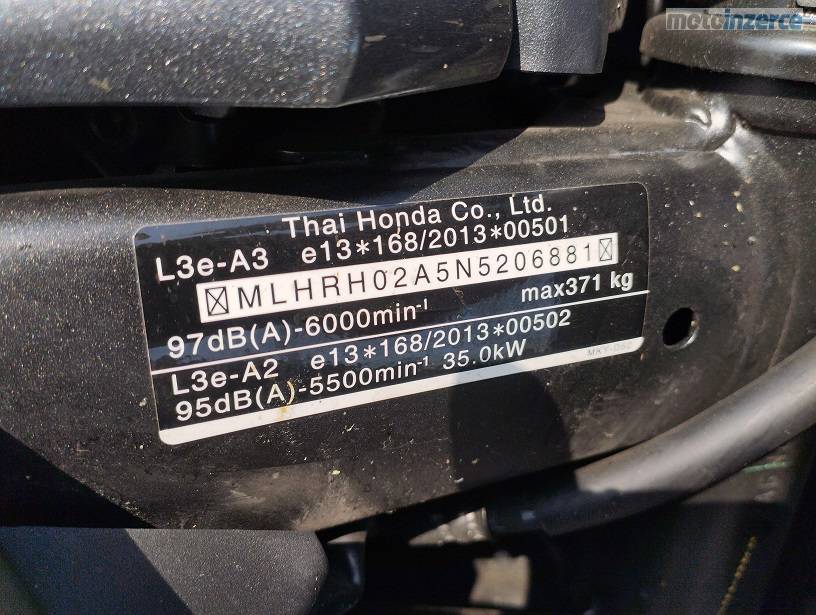 motoinzerce
Thai Honda Co., Ltd.
L3e-A3 e13*168/2013*00501
MLHRH02A5N5206881
97dB(A)-6000min⁻¹ max371 kg
L3e-A2 e13*168/2013*00502
95dB(A)-5500min⁻¹ 35.0kW